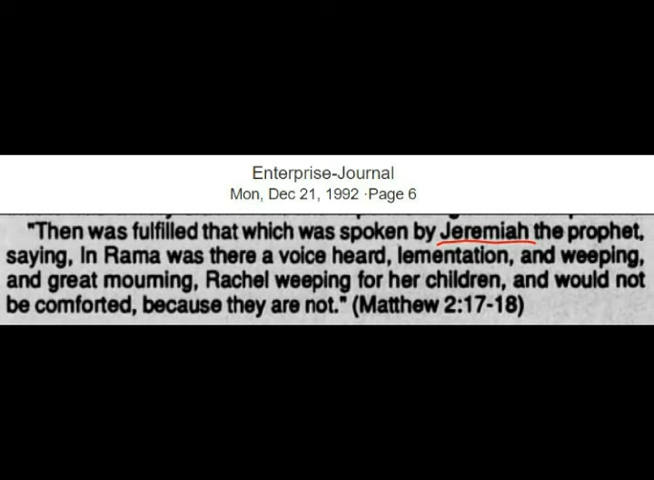 Enterprise-Journal
Mon, Dec 21, 1992 ·Page 6
"Then was fulfilled that which was spoken by Jeremiah the prophet,
saying, In Rama was there a voice heard, lementation, and weeping,
and great mourning, Rachel weeping for her children, and would not
be comforted, because they are not." (Matthew 2:17-18)